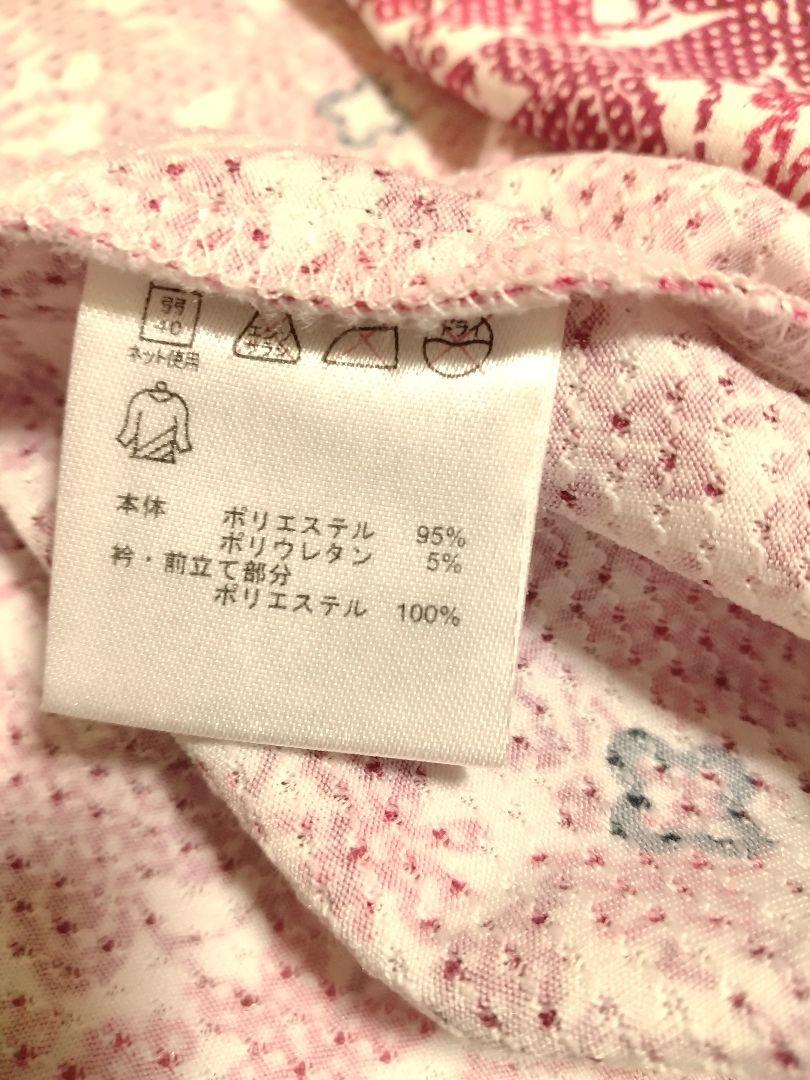 弱
40
ネット使用
エンソ
サラシ
ドライ
本体 ポリエステル 95%
ポリウレタン 5%
衿・前立て部分
ポリエステル 100%